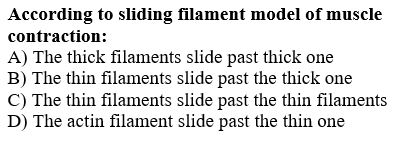 According to sliding filament model of muscle
contraction:
A) The thick filaments slide past thick one
B) The thin filaments slide past the thick one
C) The thin filaments slide past the thin filaments
D) The actin filament slide past the thin one